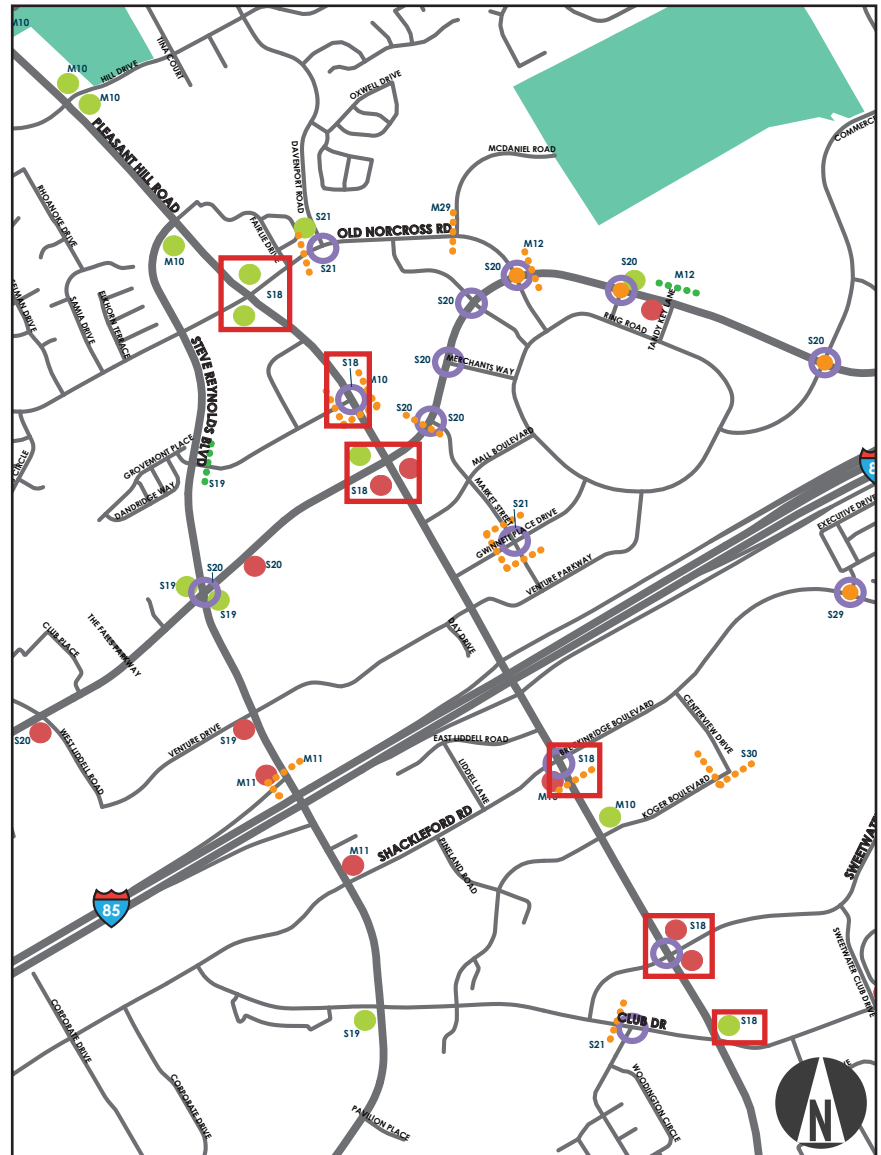 M10
M10
HILL DRIVE
TINA COURT
M10
OXWELL DRIVE
PLEASANT HILL ROAD
COMMERCE
MCDANIEL ROAD
DAVENPORT ROAD
RHOANOKE DRIVE
M29
S21
FAIRLIE DRIVE
OLD NORCROSS RD
M10
M12
S21
S20
S20
M12
S18
S20
TANDY KEY LANE
RING ROAD
SAMIA DRIVE
ELKHORN TERRACE
S20
S18
S20
MERCHANTS WAY
M10
STEVE REYNOLDS BLVD
S20
S20
GROVEMONT PLACE
MALL BOULEVARD
CIRCLE
85
DANDRIDGE WAY
S19
S18
MARKET STREET
S21
GWINNETT PLACE DRIVE
EXECUTIVE DRIVE
S20
S20
S19
VENTURE PARKWAY
S19
S29
CLUB PLACE
THE FALLS PARKWAY
DAY DRIVE
S20
WEST LIDDELL ROAD
VENTURE DRIVE
S19
EAST LIDDELL ROAD
BRECKINRIDGE BOULEVARD
CENTERVIEW DRIVE
M11
M11
LIDDELL LANE
S18
S30
M10
M10
KOGER BOULEVARD
SHACKLEFORD RD
M11
PINELAND ROAD
85
S18
SWEETWATER CLUB DRIVE
CORPORATE DRIVE
S19
CLUB DR
S18
S21
CORPORATE DRIVE
WOODINGTON CIRCLE
PAVILION PLACE
N